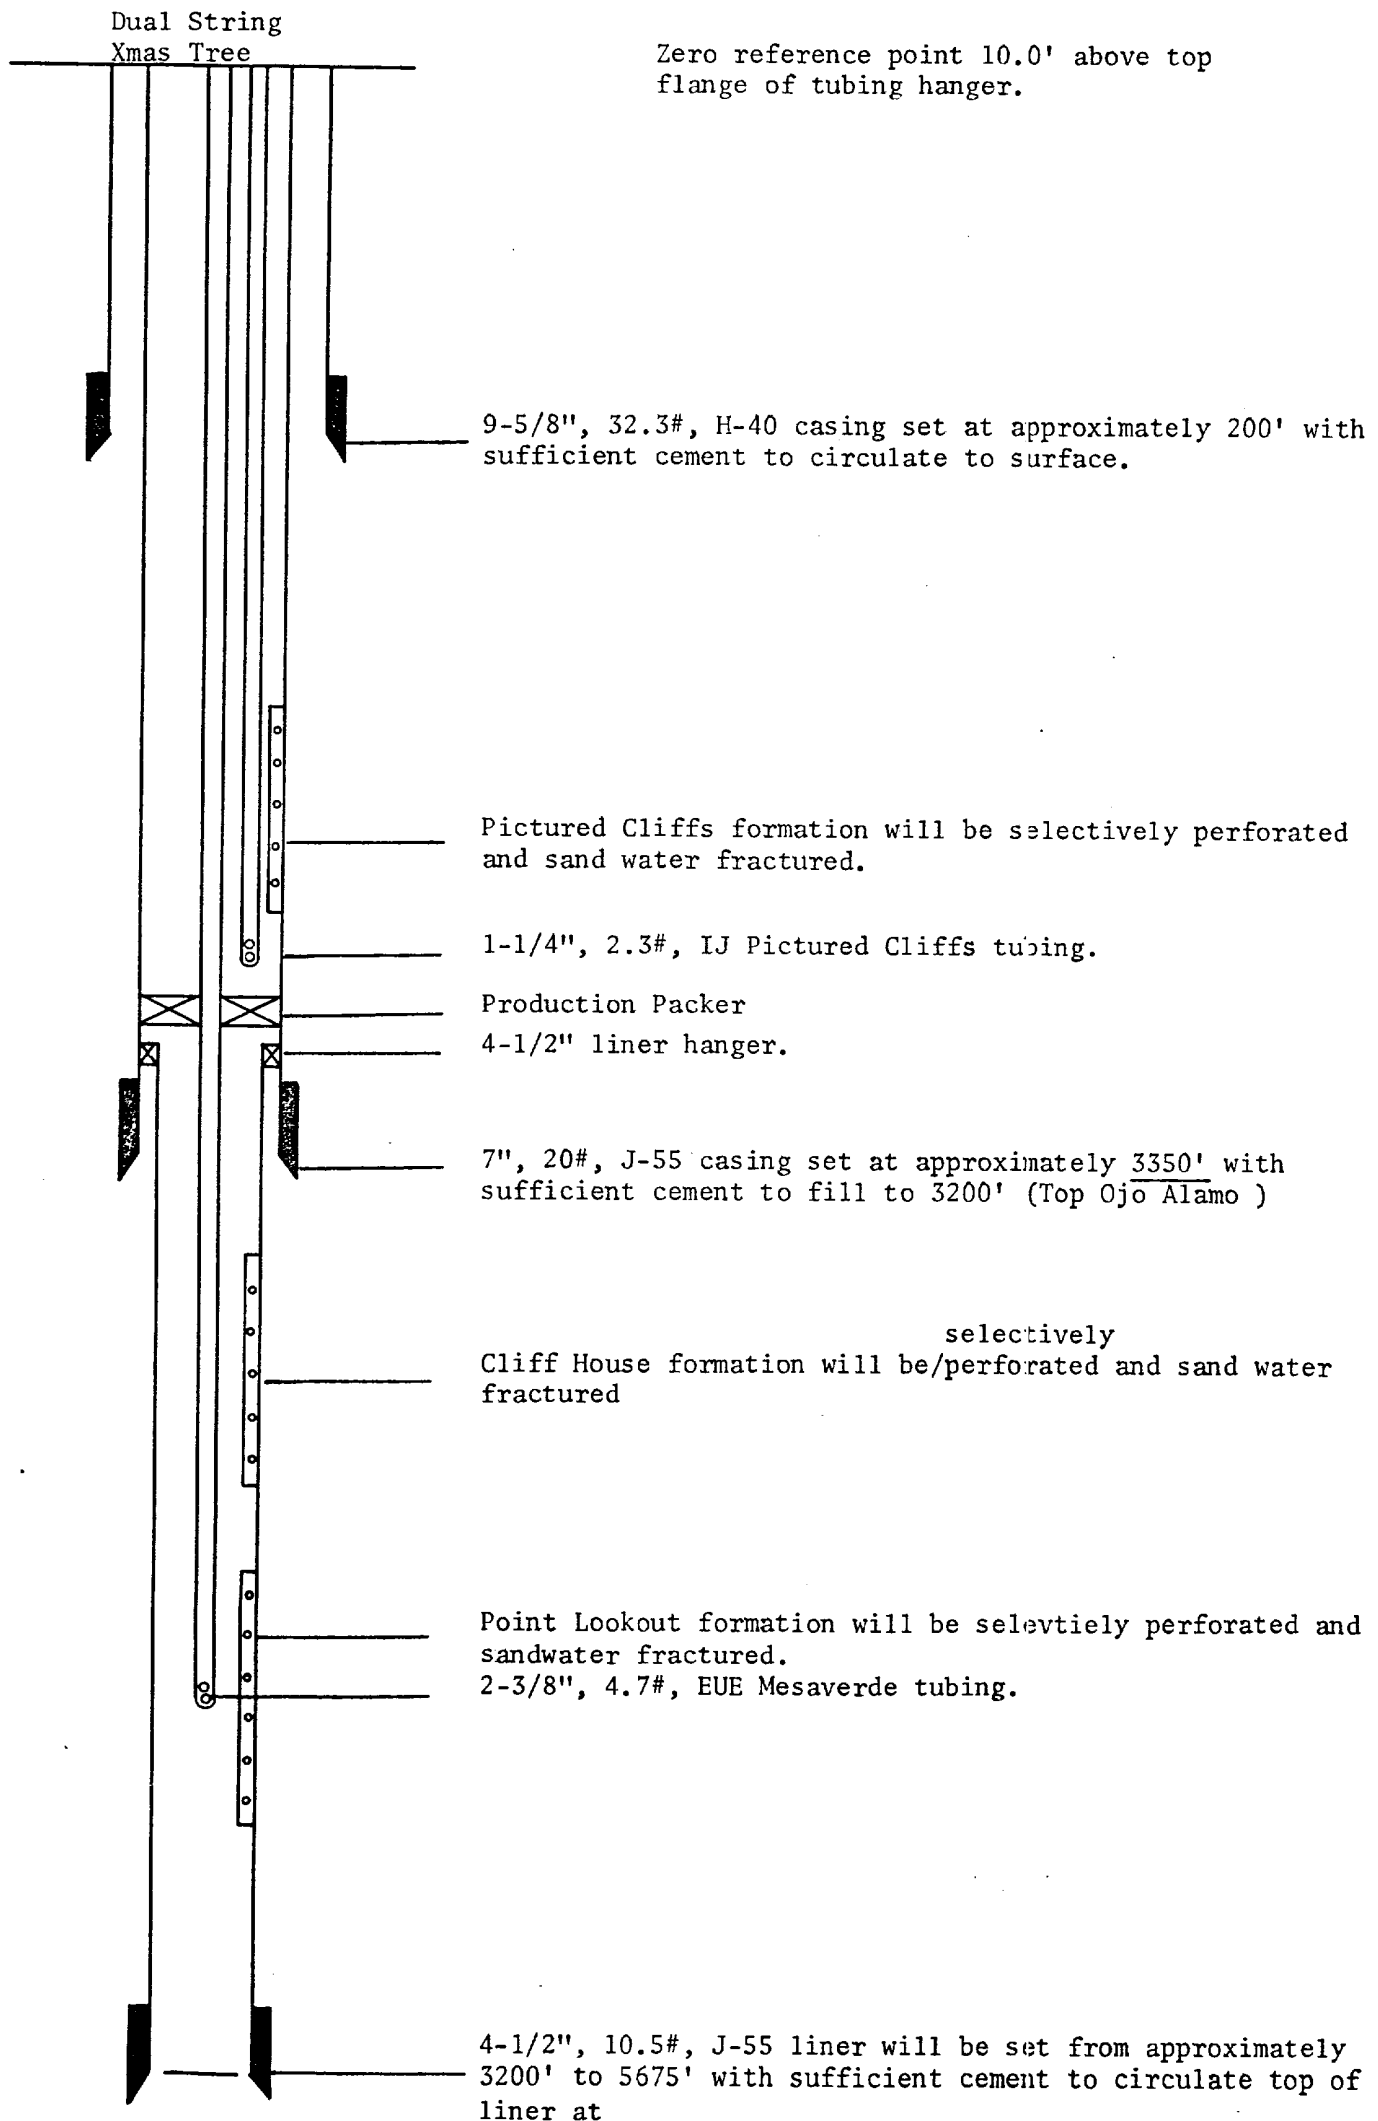 Dual String
Xmas Tree
Zero reference point 10.0' above top
flange of tubing hanger.
9-5/8", 32.3#, H-40 casing set at approximately 200' with
sufficient cement to circulate to surface.
Pictured Cliffs formation will be selectively perforated
and sand water fractured.
1-1/4", 2.3#, IJ Pictured Cliffs tubing.
Production Packer
4-1/2" liner hanger.
7", 20#, J-55 casing set at approximately 3350' with
sufficient cement to fill to 3200' (Top Ojo Alamo )
selectively
Cliff House formation will be/perforated and sand water
fractured
Point Lookout formation will be selevtiely perforated and
sandwater fractured.
2-3/8", 4.7#, EUE Mesaverde tubing.
4-1/2", 10.5#, J-55 liner will be set from approximately
3200' to 5675' with sufficient cement to circulate top of
liner at